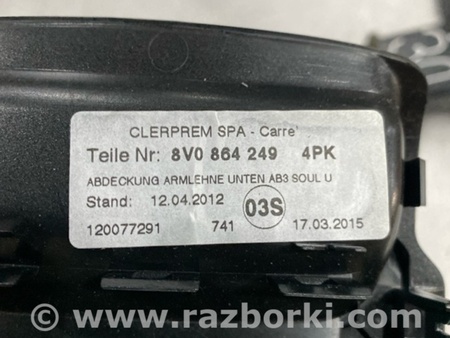 CLERPREM SPA - Carre'
Teile Nr: 8V0 864 249 4PK
ABDECKUNG ARMLEHNE UNTEN AB3 SOUL U
Stand: 12.04.2012 03S
120077291 741 17.03.2015
© www.razborki.com